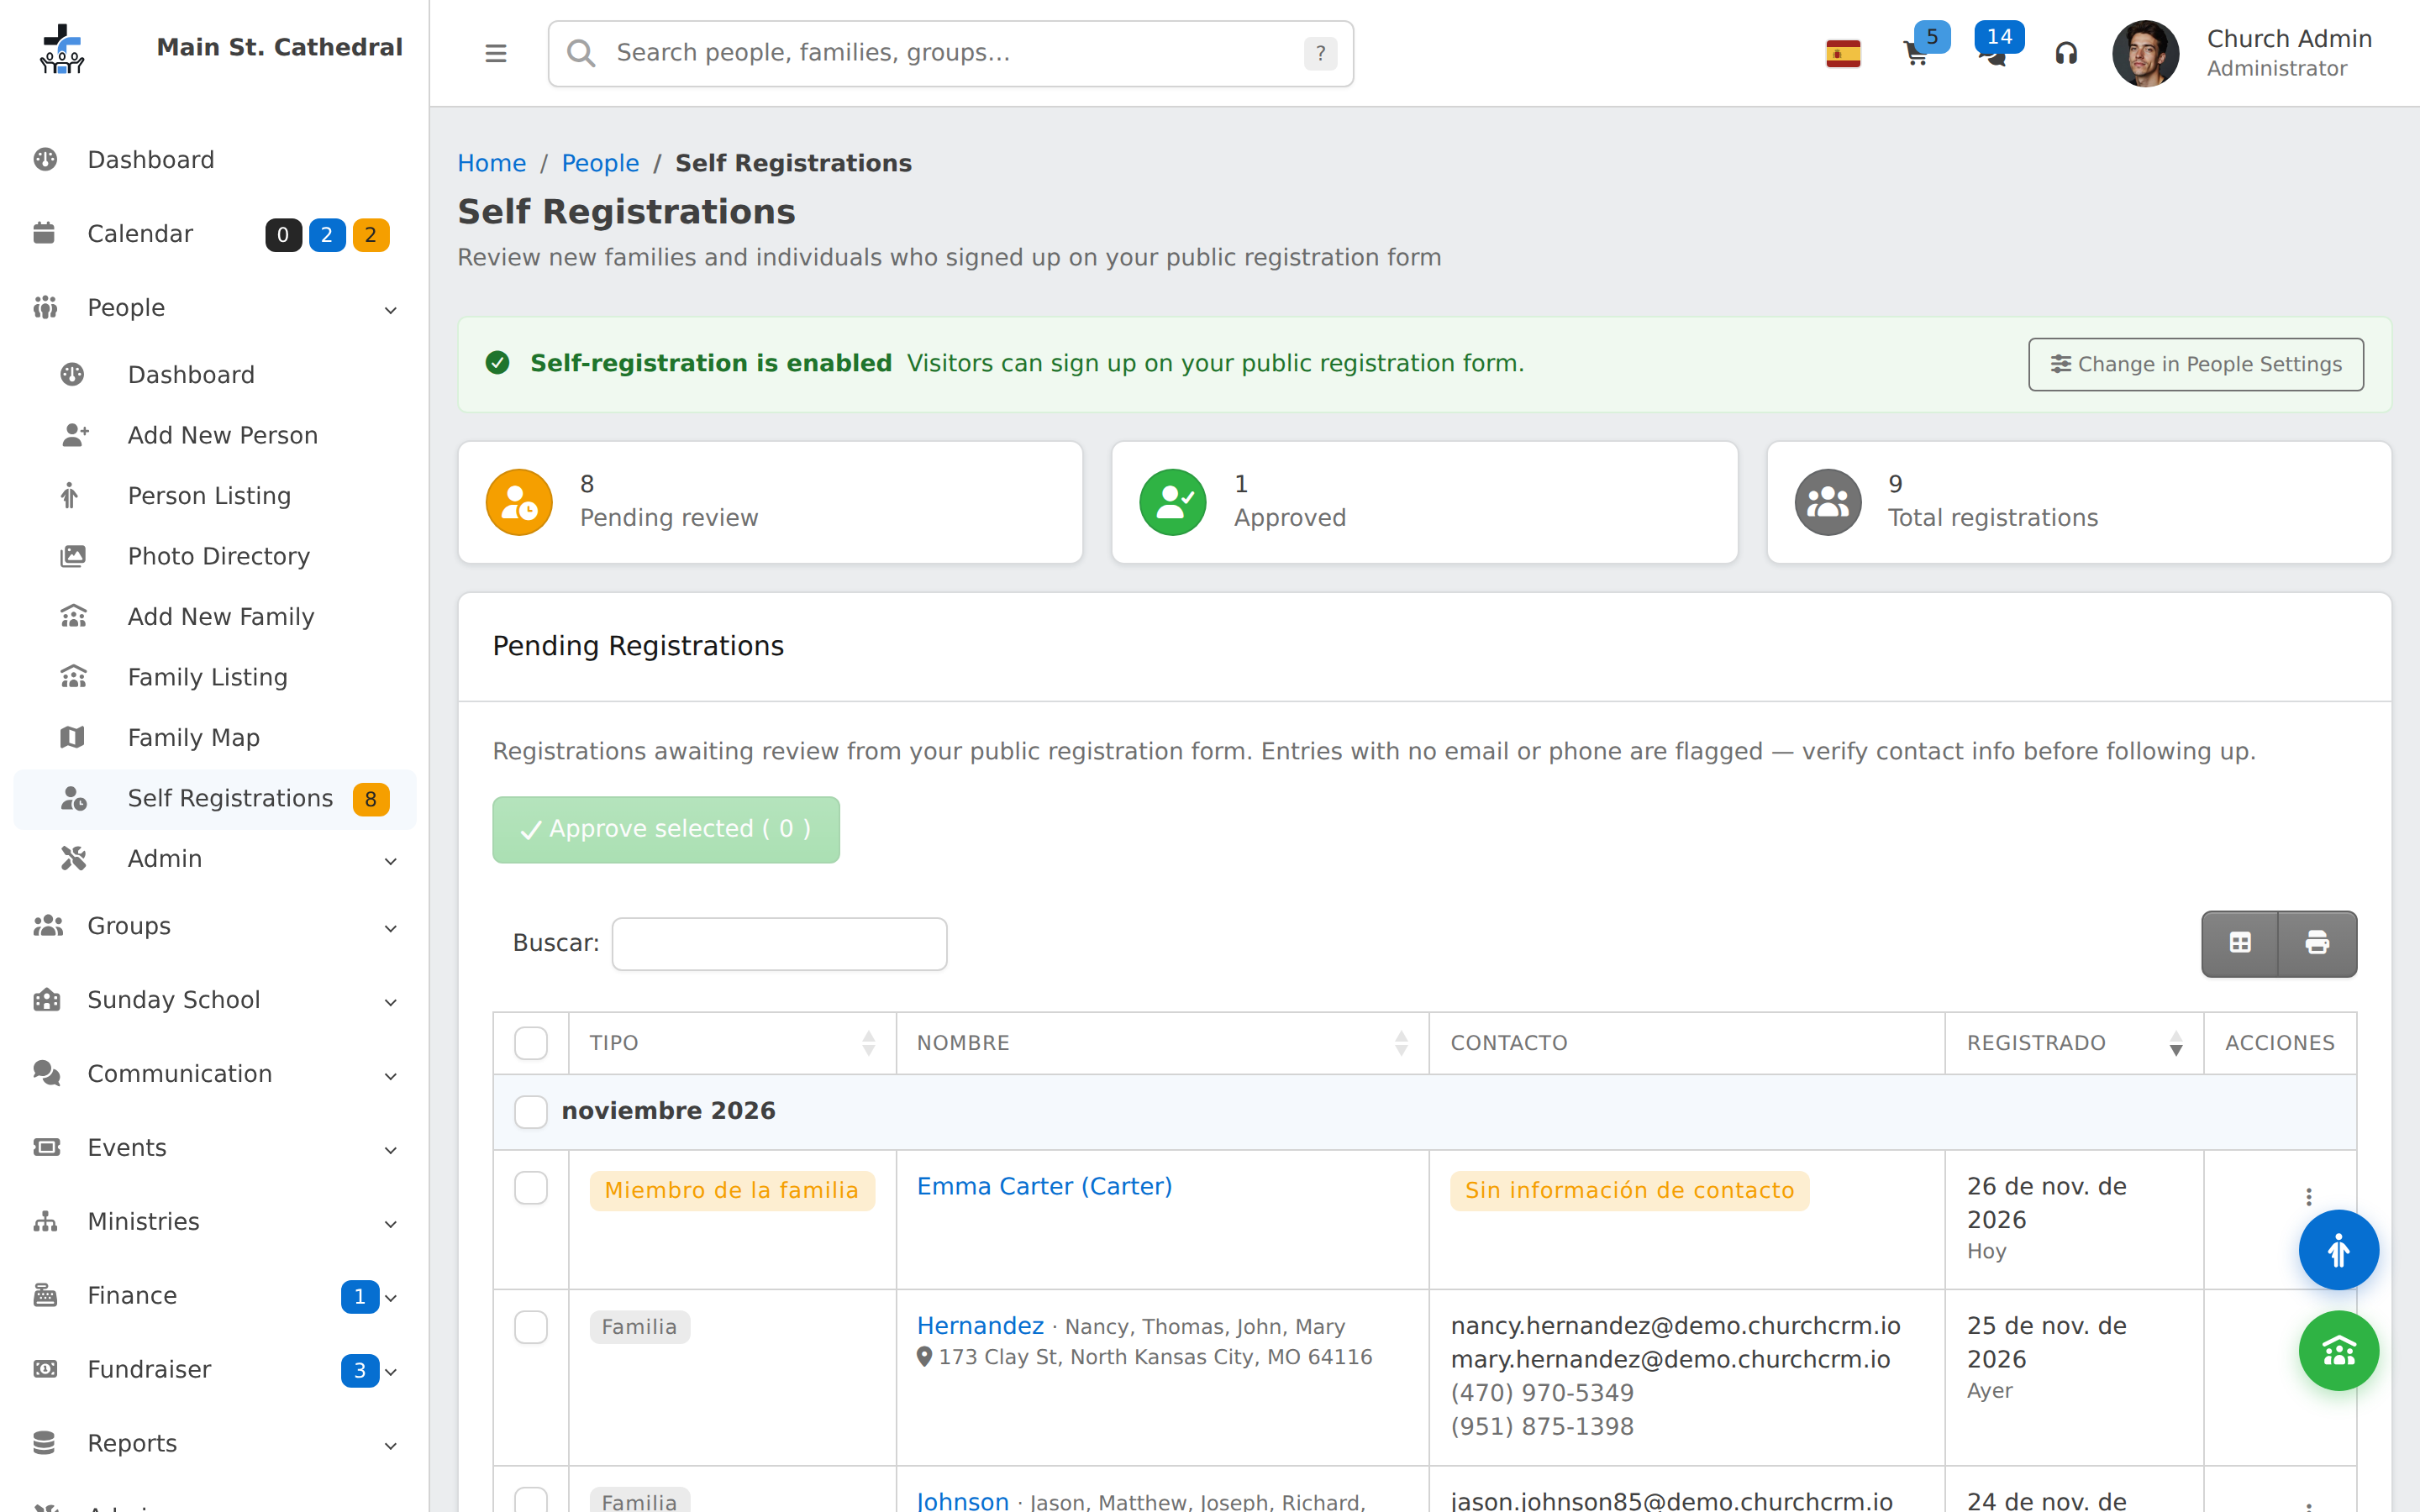 Main St. Cathedral
Search people, families, groups...
?
5
14
Church Admin
Administrator
Dashboard
Calendar
0
2
2
People
Dashboard
Add New Person
Person Listing
Photo Directory
Add New Family
Family Listing
Family Map
Self Registrations
8
Admin
Groups
Sunday School
Communication
Events
Ministries
Finance
1
Fundraiser
3
Reports
Home / People / Self Registrations
Self Registrations
Review new families and individuals who signed up on your public registration form
Self-registration is enabled Visitors can sign up on your public registration form.
Change in People Settings
8
Pending review
1
Approved
9
Total registrations
Pending Registrations
Registrations awaiting review from your public registration form. Entries with no email or phone are flagged — verify contact info before following up.
Approve selected ( 0 )
Buscar:
TIPO
NOMBRE
CONTACTO
REGISTRADO
ACCIONES
noviembre 2026
Miembro de la familia
Emma Carter (Carter)
Sin información de contacto
26 de nov. de
2026
Hoy
Familia
Hernandez · Nancy, Thomas, John, Mary
173 Clay St, North Kansas City, MO 64116
nancy.hernandez@demo.churchcrm.io
mary.hernandez@demo.churchcrm.io
(470) 970-5349
(951) 875-1398
25 de nov. de
2026
Ayer
Familia
Johnson · Jason, Matthew, Joseph, Richard,
jason.johnson85@demo.churchcrm.io
24 de nov. de